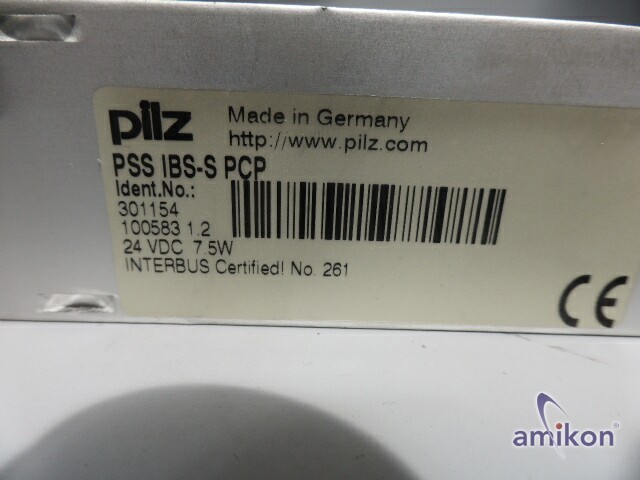 pilz
Made in Germany
http://www.pilz.com
PSS IBS-S PCP
Ident.No.:
301154
100583 1.2
24 VDC 7.5W
INTERBUS Certified! No. 261
CE
amikon